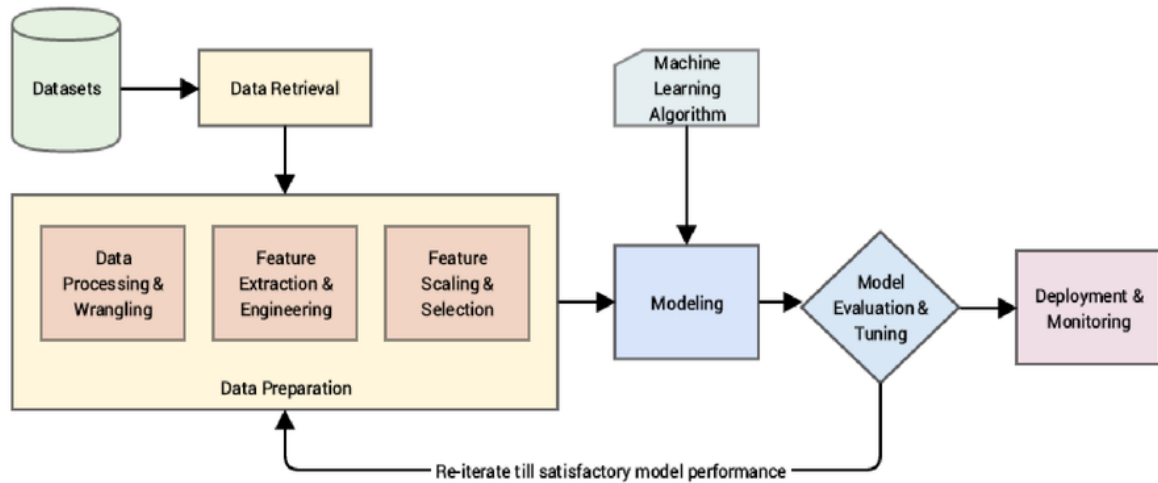 Datasets
Data Retrieval
Machine
Learning
Algorithm
Data
Processing &
Wrangling
Feature
Extraction &
Engineering
Feature
Scaling &
Selection
Data Preparation
Modeling
Model
Evaluation &
Tuning
Deployment &
Monitoring
Re-iterate till satisfactory model performance